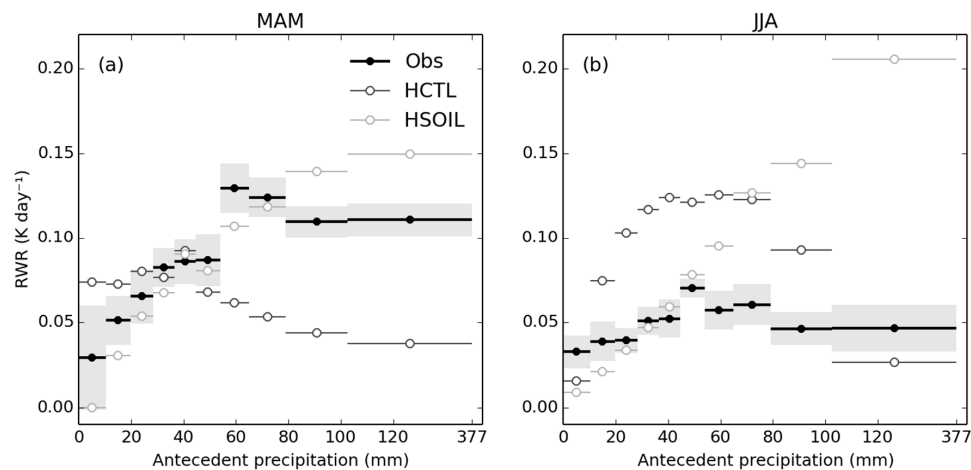 MAM
JJA
(a)
Obs
HCTL
HSOIL
(b)
0.20
0.15
0.10
0.05
0.00
RWR (K day⁻¹)
0 20 40 60 80 100 120 377
Antecedent precipitation (mm)
0.20
0.15
0.10
0.05
0.00
0 20 40 60 80 100 120 377
Antecedent precipitation (mm)